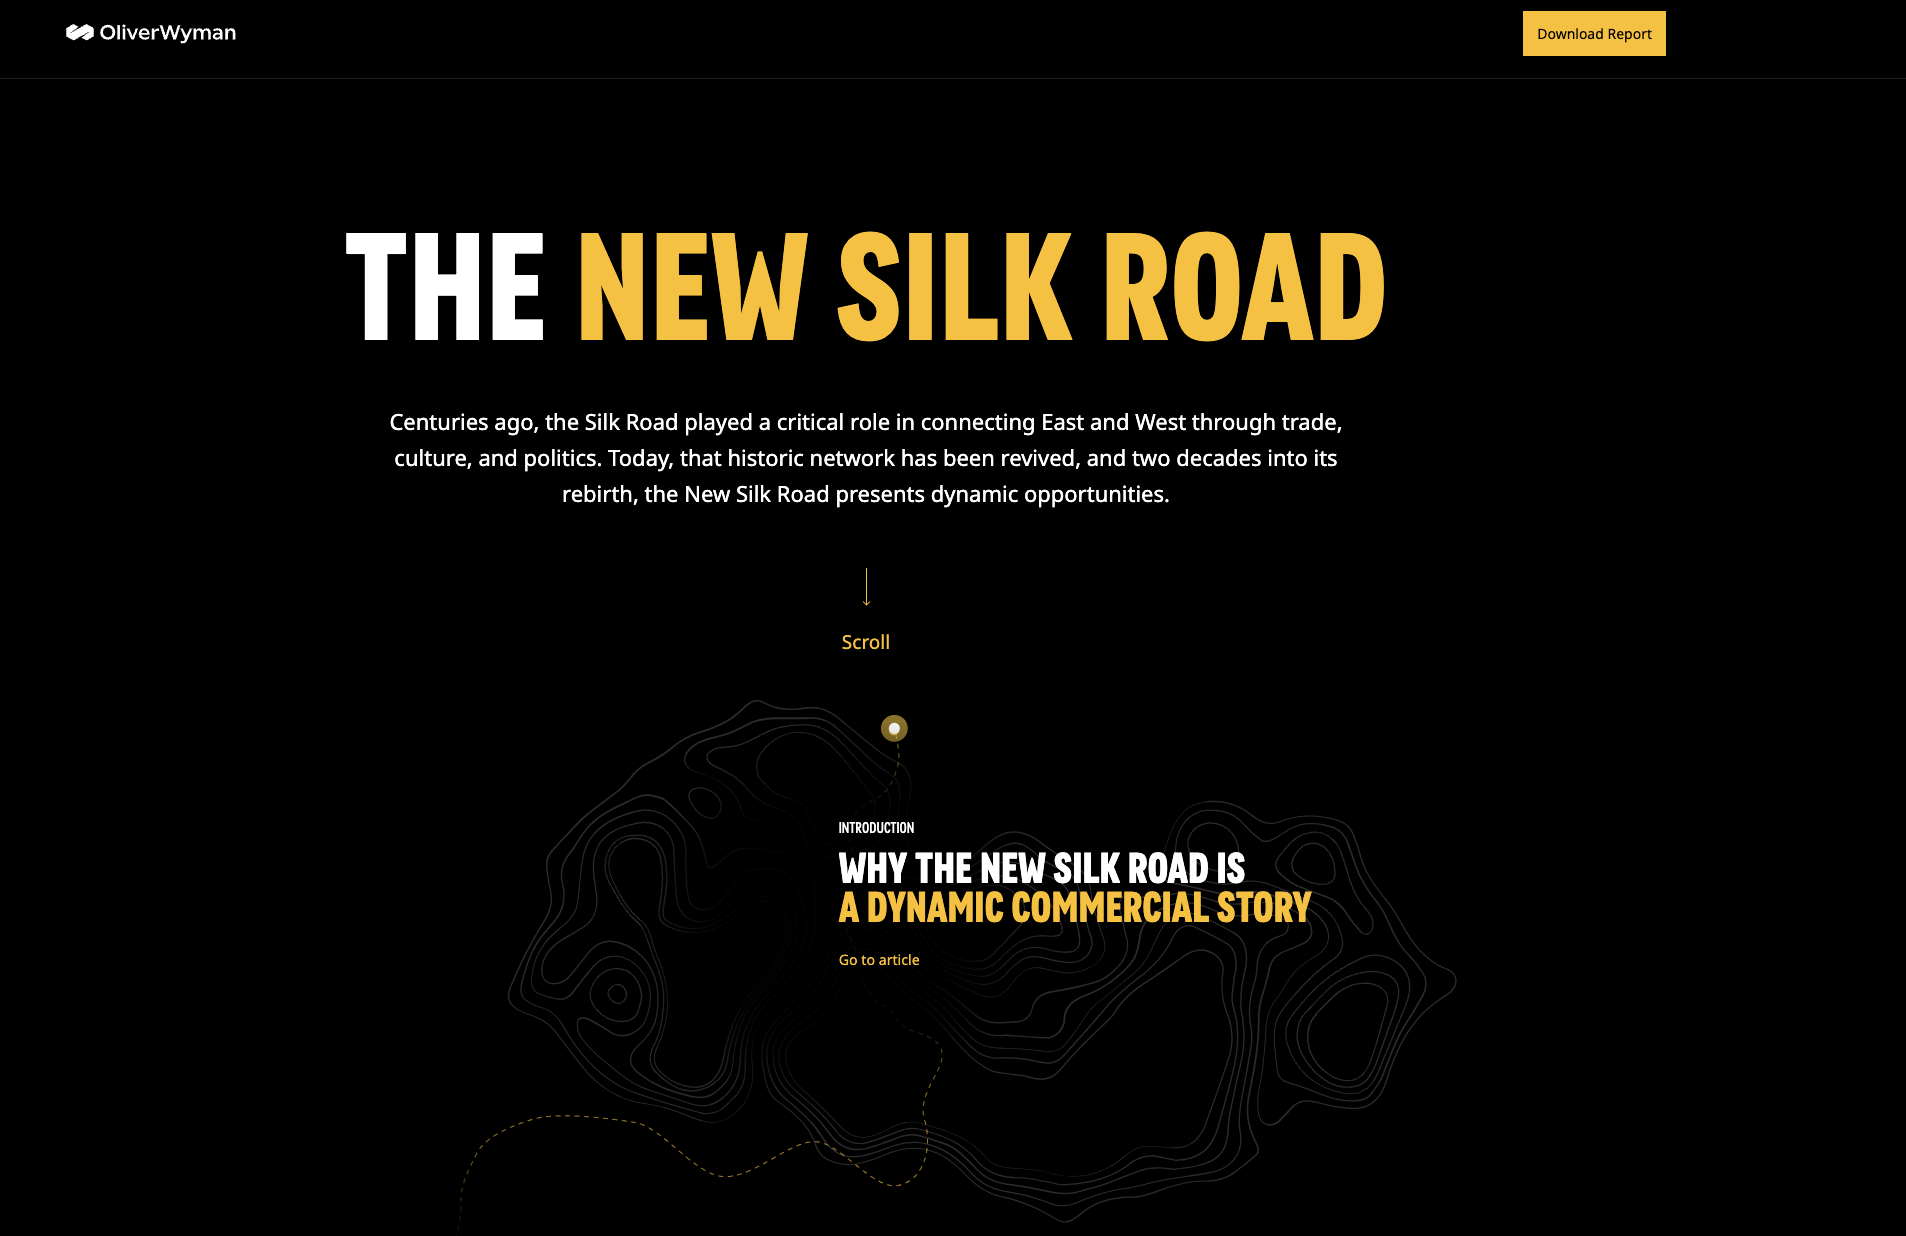 OliverWyman
Download Report
THE NEW SILK ROAD
Centuries ago, the Silk Road played a critical role in connecting East and West through trade,
culture, and politics. Today, that historic network has been revived, and two decades into its
rebirth, the New Silk Road presents dynamic opportunities.
Scroll
INTRODUCTION
WHY THE NEW SILK ROAD IS
A DYNAMIC COMMERCIAL STORY
Go to article